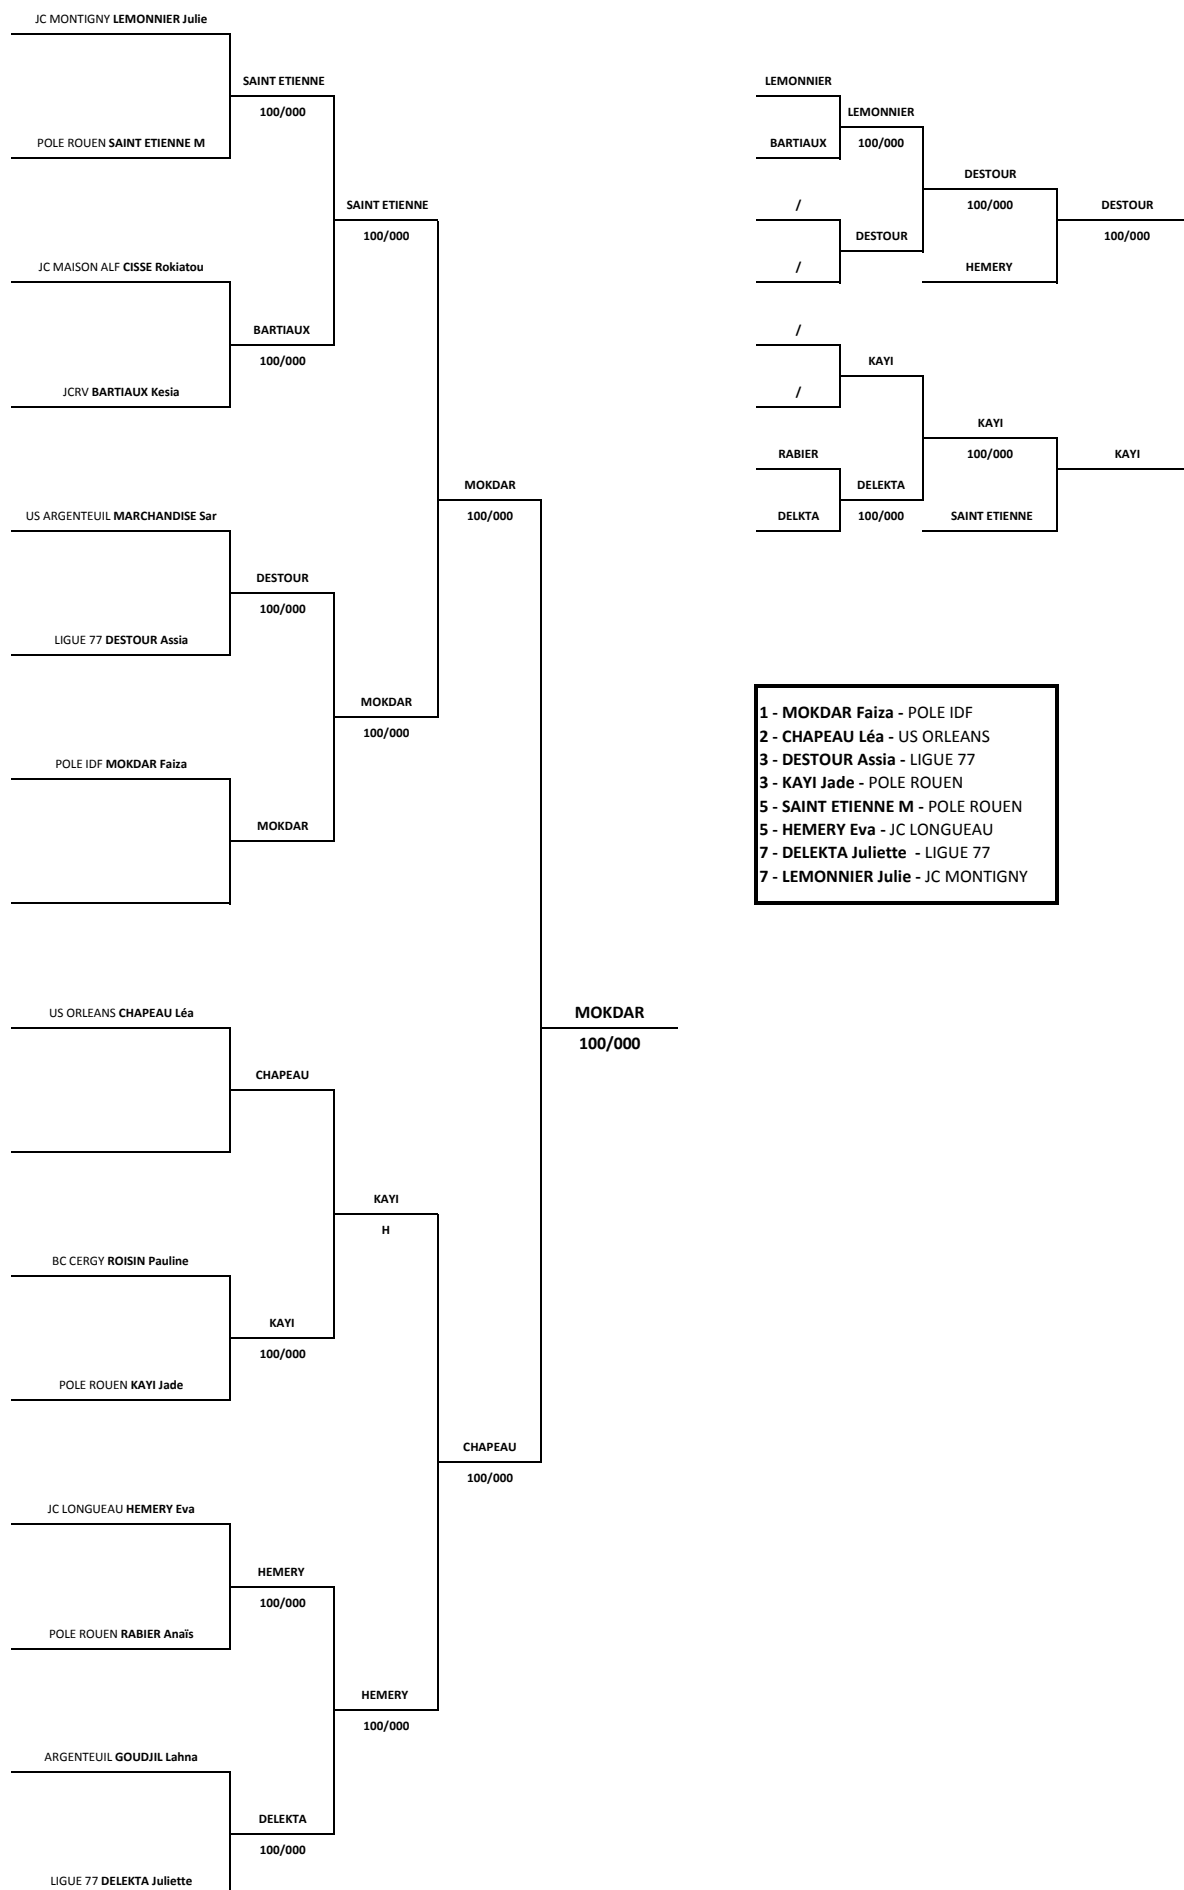 JC MONTIGNY LEMONNIER Julie
SAINT ETIENNE
100/000
POLE ROUEN SAINT ETIENNE M
SAINT ETIENNE
100/000
JC MAISON ALF CISSE Rokiatou
BARTIAUX
100/000
JCRV BARTIAUX Kesia
MOKDAR
100/000
US ARGENTEUIL MARCHANDISE Sar
DESTOUR
100/000
LIGUE 77 DESTOUR Assia
MOKDAR
100/000
POLE IDF MOKDAR Faiza
MOKDAR
US ORLEANS CHAPEAU Léa
MOKDAR
100/000
CHAPEAU
KAYI
H
BC CERGY ROISIN Pauline
KAYI
100/000
POLE ROUEN KAYI Jade
CHAPEAU
100/000
JC LONGUEAU HEMERY Eva
HEMERY
100/000
POLE ROUEN RABIER Anaïs
HEMERY
100/000
ARGENTEUIL GOUDJIL Lahna
DELEKTA
100/000
LIGUE 77 DELEKTA Juliette
LEMONNIER
LEMONNIER
BARTIAUX
100/000
DESTOUR
100/000
DESTOUR
100/000
/
DESTOUR
/
HEMERY
/
KAYI
/
KAYI
100/000
KAYI
RABIER
DELEKTA
DELKTA
100/000
SAINT ETIENNE
1 - MOKDAR Faiza - POLE IDF
2 - CHAPEAU Léa - US ORLEANS
3 - DESTOUR Assia - LIGUE 77
3 - KAYI Jade - POLE ROUEN
5 - SAINT ETIENNE M - POLE ROUEN
5 - HEMERY Eva - JC LONGUEAU
7 - DELEKTA Juliette - LIGUE 77
7 - LEMONNIER Julie - JC MONTIGNY